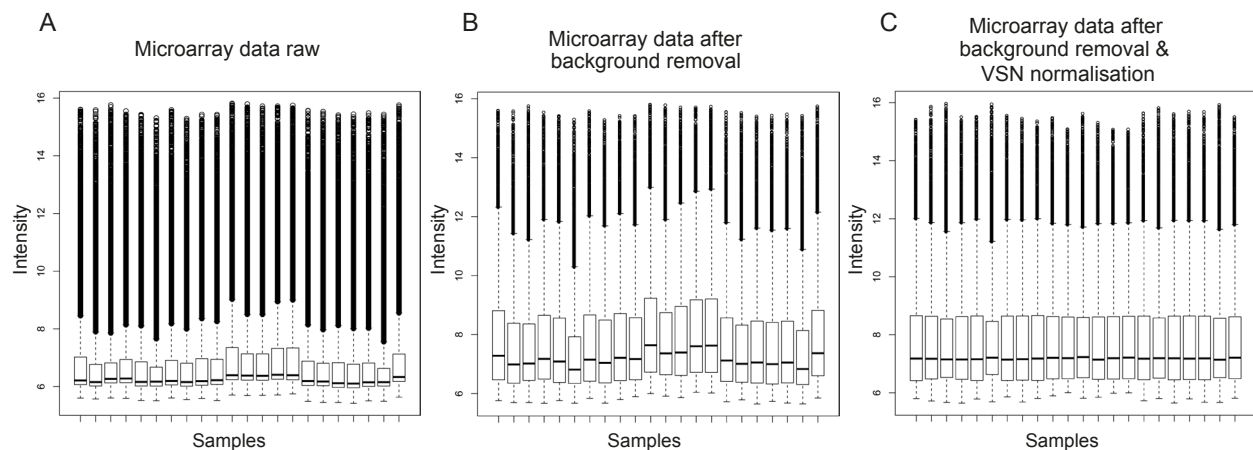 A
Microarray data raw
Intensity
16
14
12
10
8
6
Samples
B
Microarray data after
background removal
Intensity
16
14
12
10
8
6
Samples
C
Microarray data after
background removal &
VSN normalisation
Intensity
16
14
12
10
8
6
Samples